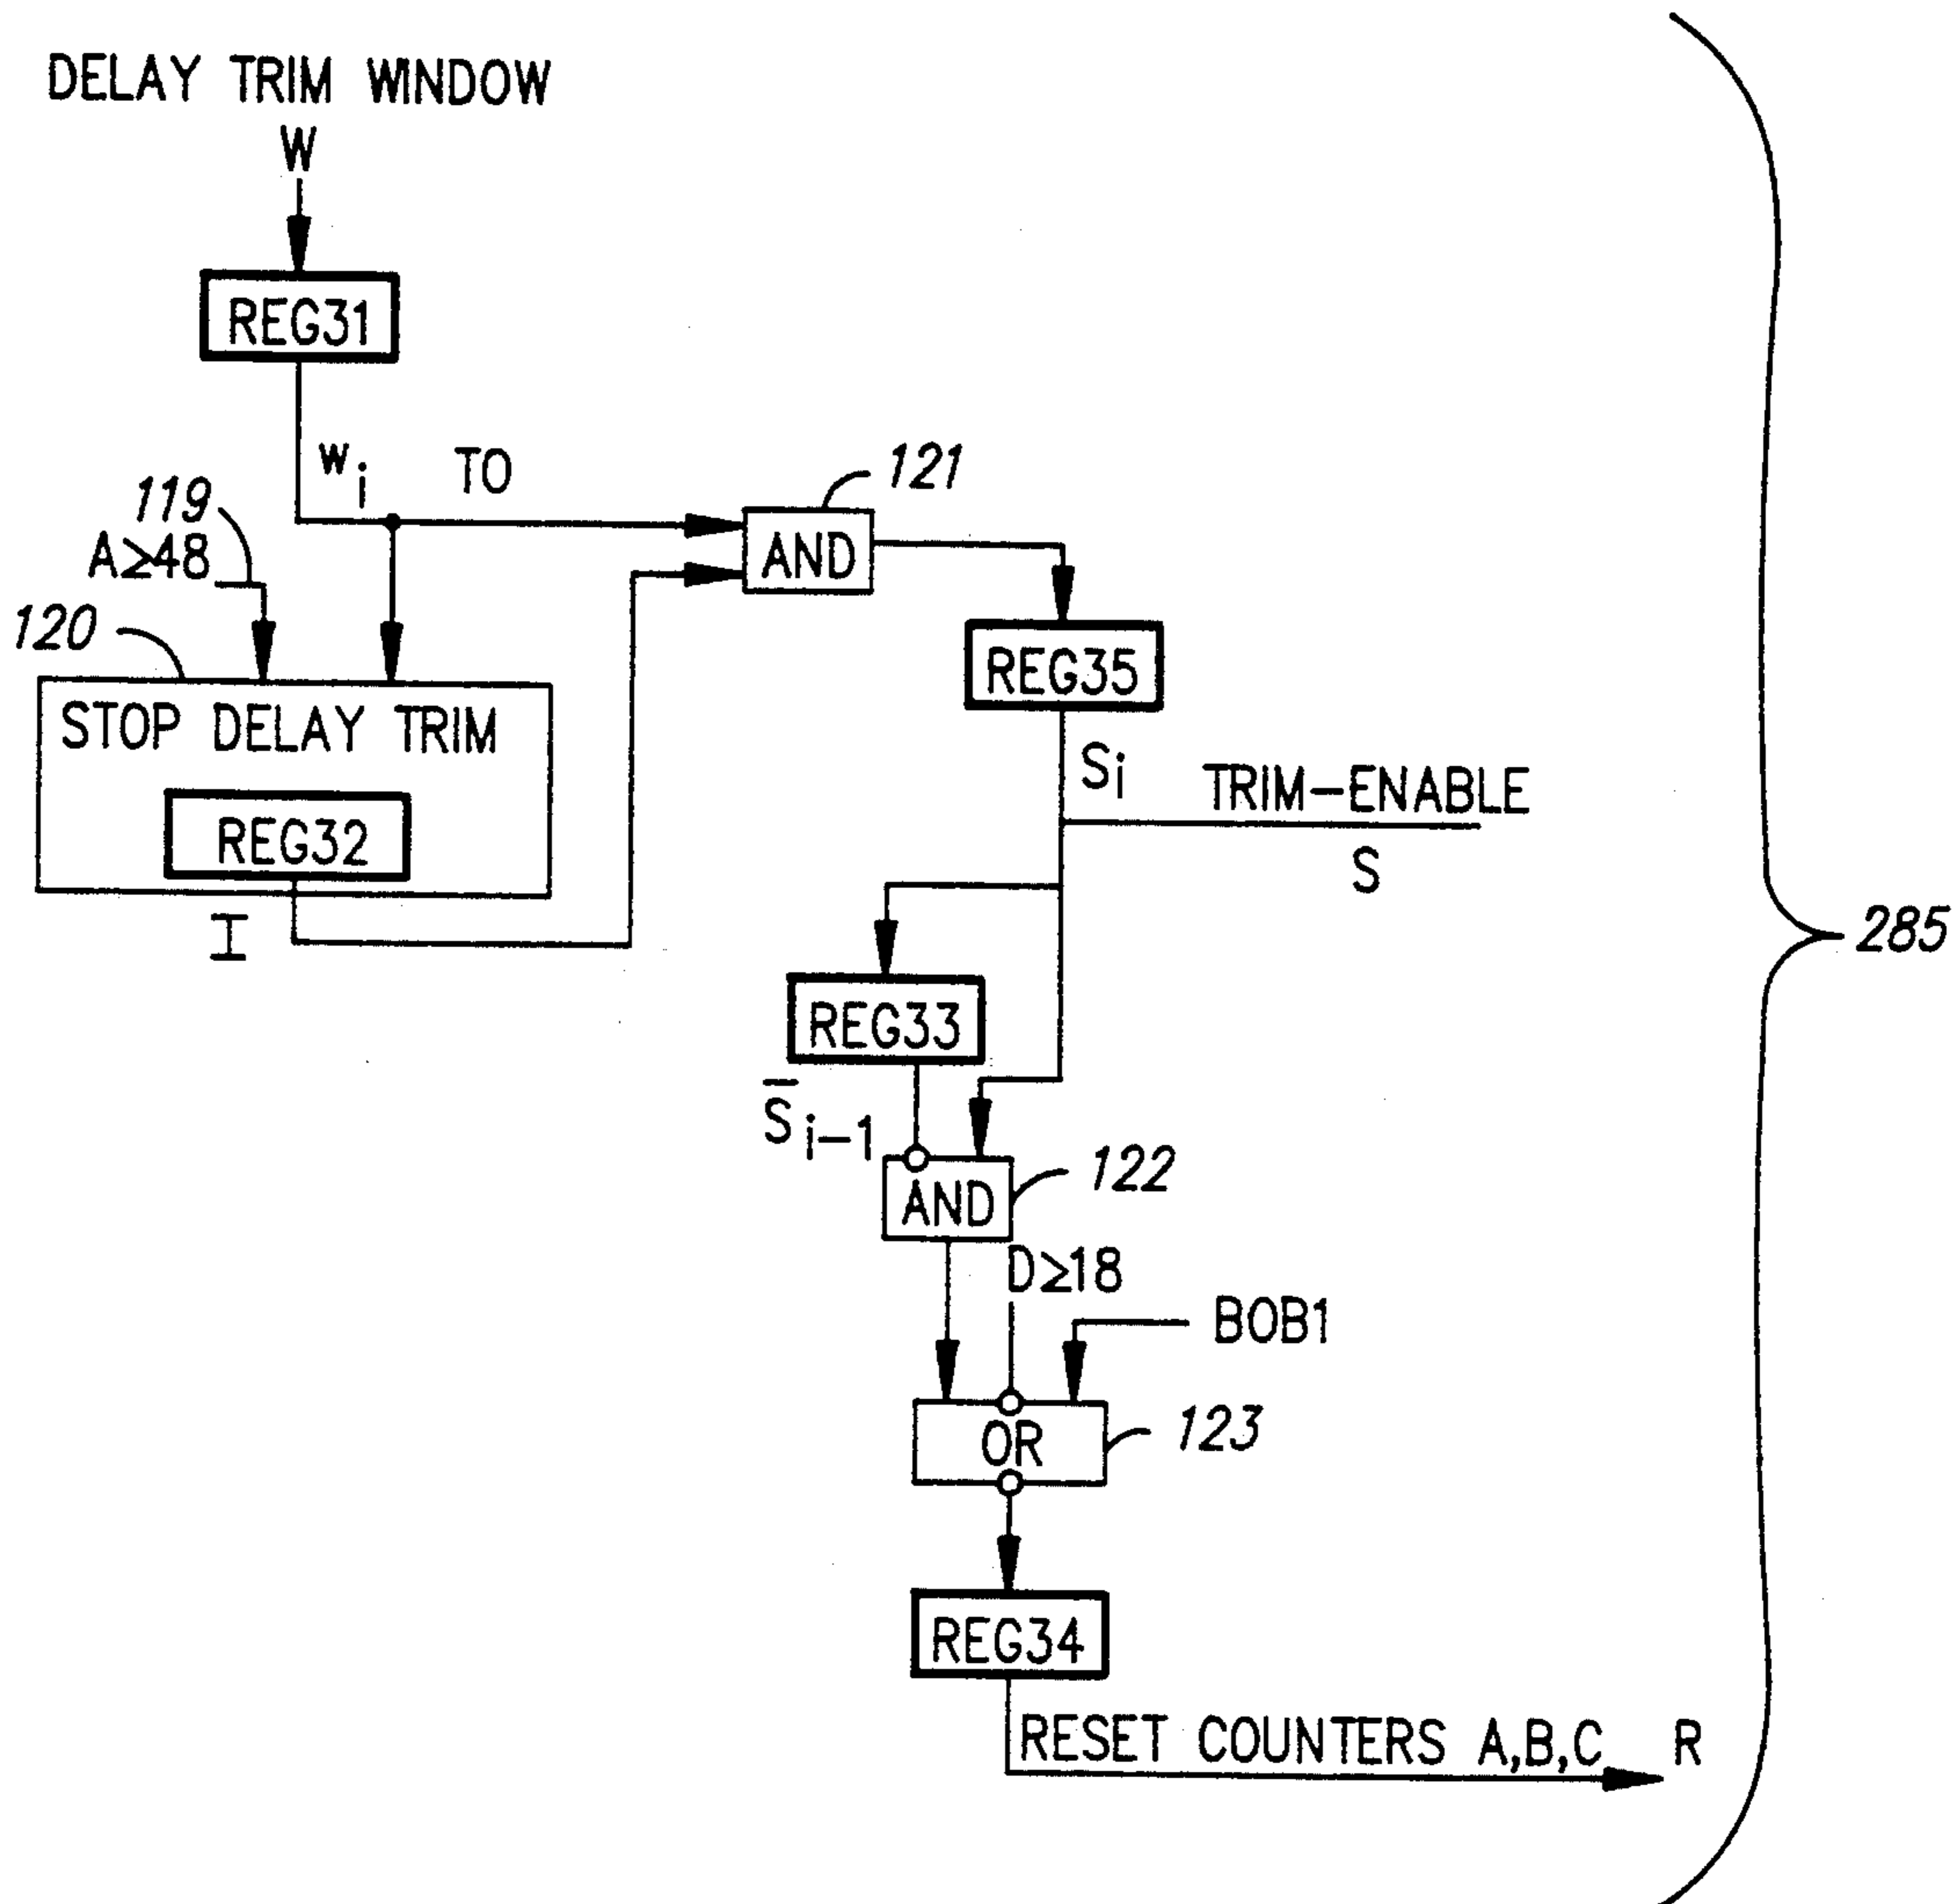 DELAY TRIM WINDOW
W
REG31
wi TO
121
119
A≥48
AND
120
REG35
STOP DELAY TRIM
Si
TRIM-ENABLE
REG32
S
I
285
REG33
S̅i-1
122
AND
D≥18
BOB1
123
OR
REG34
RESET COUNTERS A,B,C R